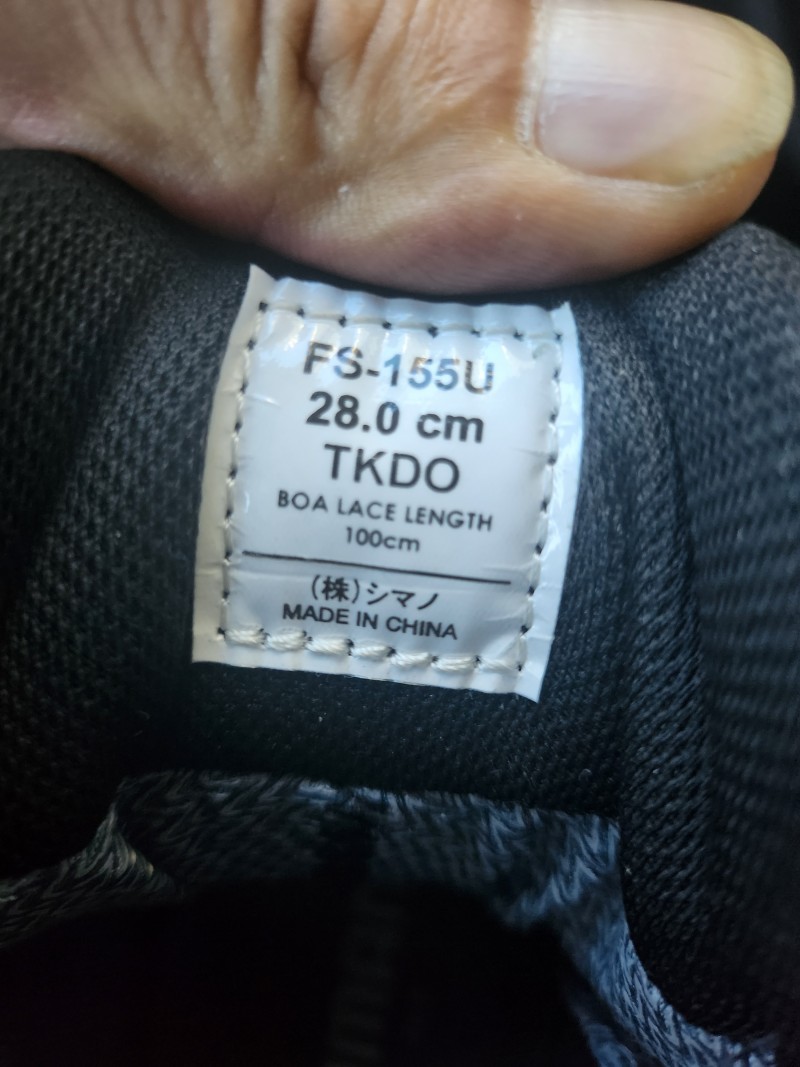 FS-155U
28.0 cm
TKDO
BOA LACE LENGTH
100cm
(株)シマノ
MADE IN CHINA